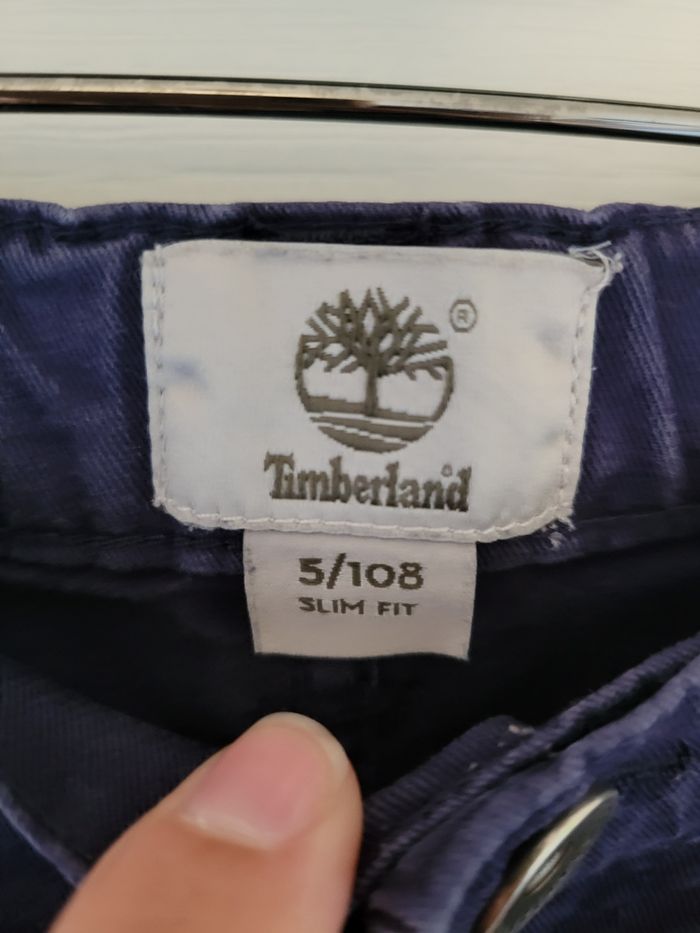 ®
Timberland®
5/108
SLIM FIT